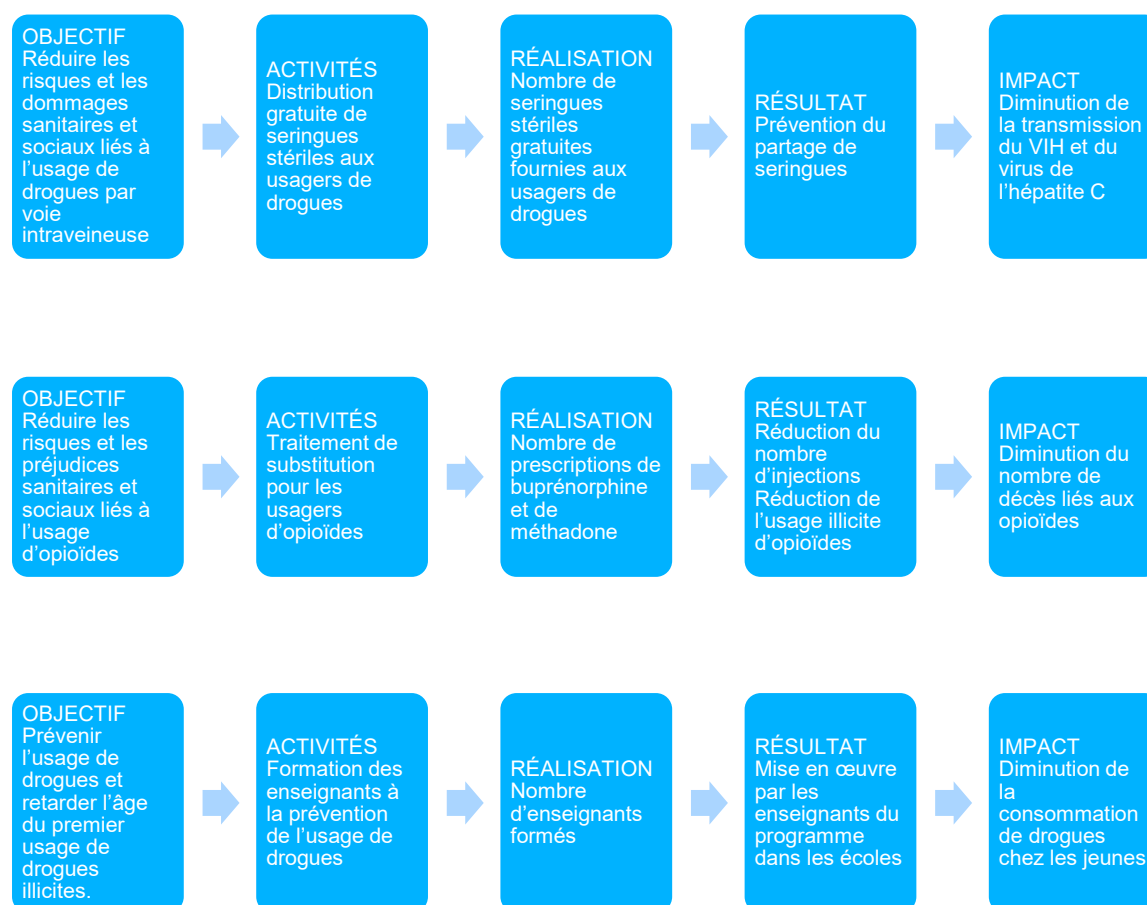 OBJECTIF
Réduire les
risques et les
dommages
sanitaires et
sociaux liés à
l’usage de
drogues par
voie
intraveineuse
ACTIVITÉS
Distribution
gratuite de
seringues
stériles aux
usagers de
drogues
RÉALISATION
Nombre de
seringues
stériles
gratuites
fournies aux
usagers de
drogues
RÉSULTAT
Prévention du
partage de
seringues
IMPACT
Diminution de
la transmission
du VIH et du
virus de
l’hépatite C
OBJECTIF
Réduire les
risques et les
préjudices
sanitaires et
sociaux liés à
l’usage
d’opioïdes
ACTIVITÉS
Traitement de
substitution
pour les
usagers
d’opioïdes
RÉALISATION
Nombre de
prescriptions de
buprénorphine
et de
méthadone
RÉSULTAT
Réduction du
nombre
d’injections
Réduction de
l’usage illicite
d’opioïdes
IMPACT
Diminution du
nombre de
décès liés aux
opioïdes
OBJECTIF
Prévenir
l’usage de
drogues et
retarder l’âge
du premier
usage de
drogues
illicites.
ACTIVITÉS
Formation des
enseignants à
la prévention
de l’usage de
drogues
RÉALISATION
Nombre
d’enseignants
formés
RÉSULTAT
Mise en œuvre
par les
enseignants du
programme
dans les écoles
IMPACT
Diminution de
la
consommation
de drogues
chez les jeunes